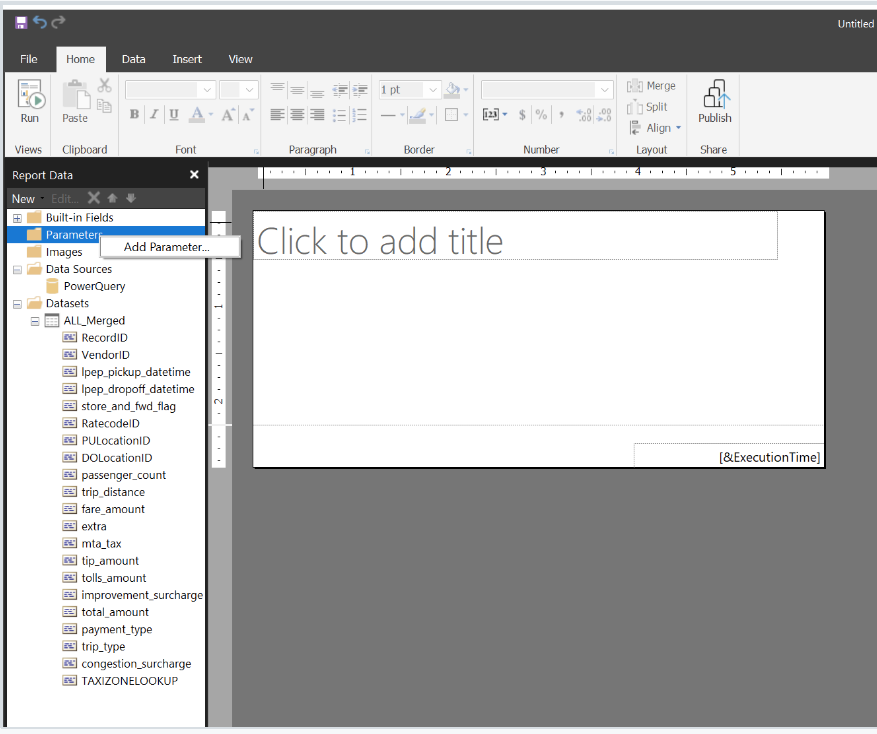 Untitled
File Home Data Insert View
1 pt Merge
B I U A A A [123] $ % , .00 .00 Split
Run Paste Align Publish
Views Clipboard Font Paragraph Border Number Layout Share
Report Data
1 2 3 4 5
New Edit...
Built-in Fields
Parameters
Add Parameter...
Click to add title
Images
Data Sources
PowerQuery
Datasets
1
ALL_Merged
RecordID
VendorID
lpep_pickup_datetime
lpep_dropoff_datetime
2
store_and_fwd_flag
RatecodeID
PULocationID
DOLocationID
[&ExecutionTime]
passenger_count
trip_distance
fare_amount
extra
mta_tax
tip_amount
tolls_amount
improvement_surcharge
total_amount
payment_type
trip_type
congestion_surcharge
TAXIZONELOOKUP